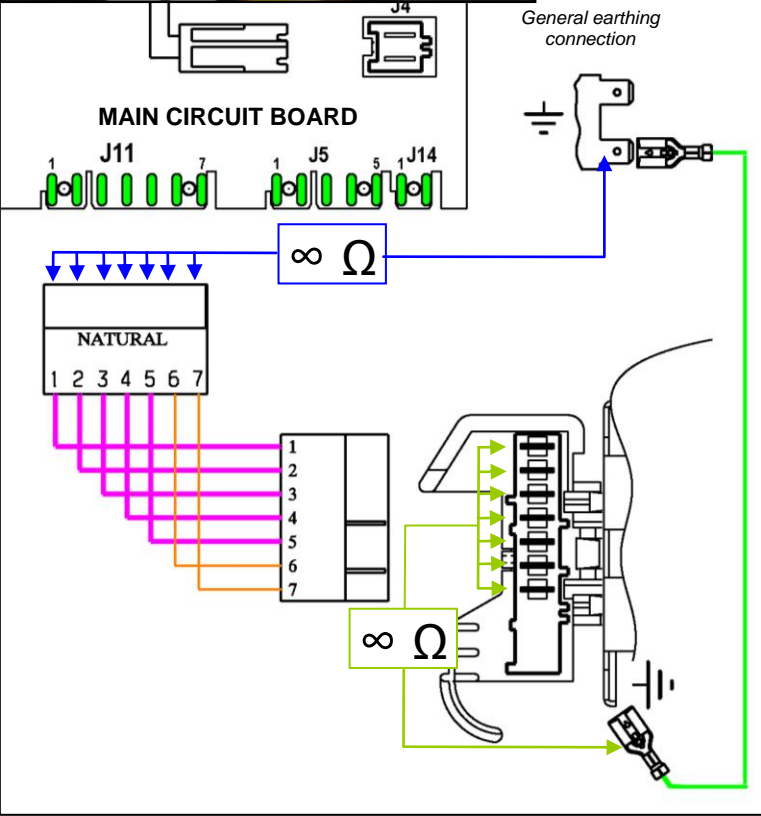 J4
General earthing
connection
MAIN CIRCUIT BOARD
J11 J5 J14
1 7 1 5 1
∞ Ω
NATURAL
1 2 3 4 5 6 7
1
2
3
4
5
6
7
∞ Ω